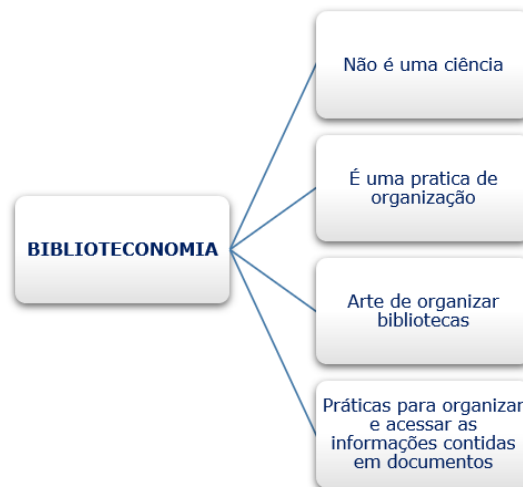 Não é uma ciência
É uma pratica de
organização
BIBLIOTECONOMIA
Arte de organizar
bibliotecas
Práticas para organizar
e acessar as
informações contidas
em documentos